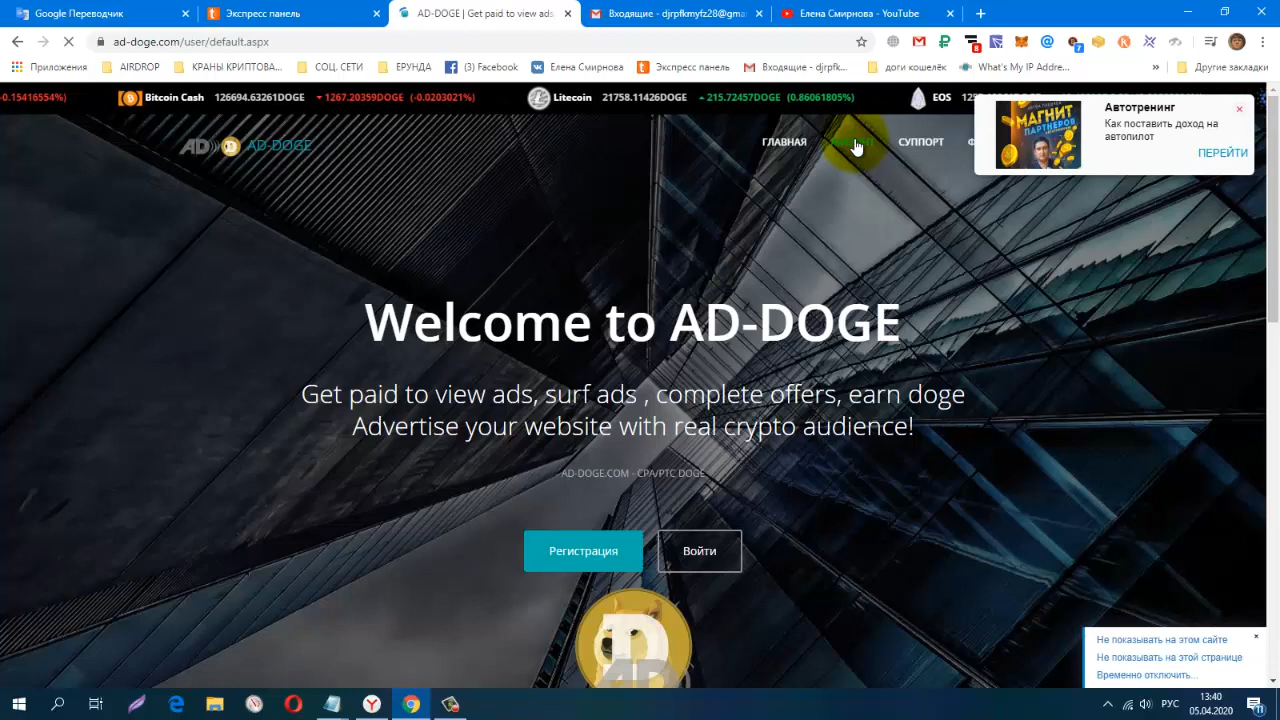 Google Переводчик
Экспресс панель
AD-DOGE | Get paid to view ads
Входящие - djrpfkmyfz28@gma
Елена Смирнова - YouTube
ad-doge.com/user/default.aspx
8
7
Приложения
AIRDROP
КРАНЫ КРИПТОВА...
СОЦ. СЕТИ
ЕРУНДА
(3) Facebook
Елена Смирнова
Экспресс панель
Входящие - djrpfk...
доги кошелёк
What's My IP Addre...
»
Другие закладки
-0.15416554%)
Bitcoin Cash 126694.63261DOGE 1267.20359DOGE (-0.0203021%)
Litecoin 21758.11426DOGE 215.72457DOGE (0.86061805%)
EOS
Автотренинг
Как поставить доход на
автопилот
ПЕРЕЙТИ
МАГНИТ
ПАРТНЕРОВ
AD
AD-DOGE
ГЛАВНАЯ
СУППОРТ
Welcome to AD-DOGE
Get paid to view ads, surf ads , complete offers, earn doge
Advertise your website with real crypto audience!
AD-DOGE.COM - CPA/PTC DOGE
Регистрация
Войти
AD
Не показывать на этом сайте
Не показывать на этой странице
Временно отключить...
РУС
13:40
05.04.2020